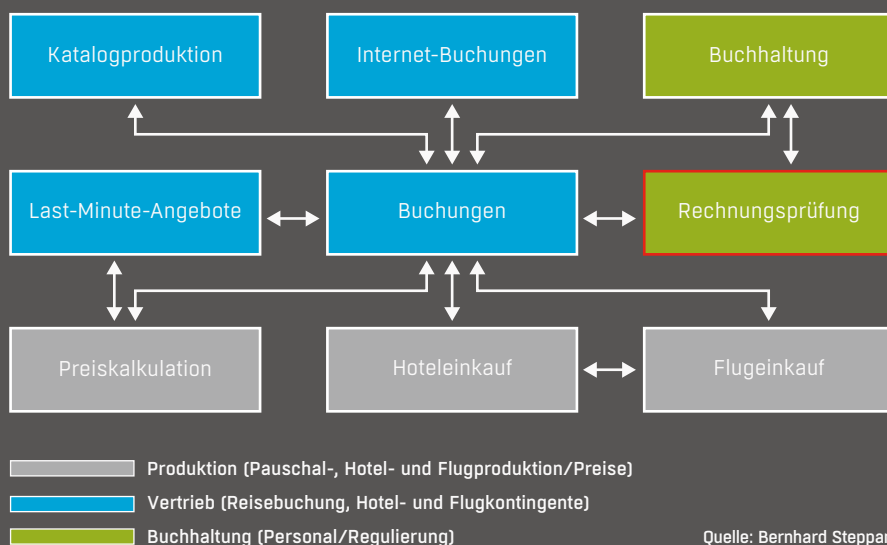 Katalogproduktion
Internet-Buchungen
Buchhaltung
Last-Minute-Angebote
Buchungen
Rechnungsprüfung
Preiskalkulation
Hoteleinkauf
Flugeinkauf
Produktion (Pauschal-, Hotel- und Flugproduktion/Preise)
Vertrieb (Reisebuchung, Hotel- und Flugkontingente)
Buchhaltung (Personal/Regulierung)
Quelle: Bernhard Steppan